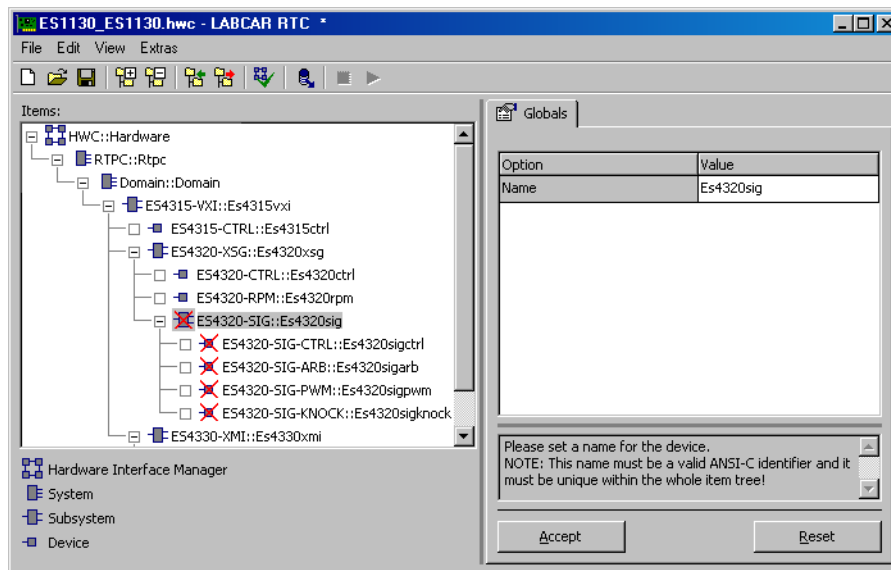 ES1130_ES1130.hwc - LABCAR RTC *
File Edit View Extras
Items:
HWC::Hardware
RTPC::Rtpc
Domain::Domain
ES4315-VXI::Es4315vxi
ES4315-CTRL::Es4315ctrl
ES4320-XSG::Es4320xsg
ES4320-CTRL::Es4320ctrl
ES4320-RPM::Es4320rpm
ES4320-SIG::Es4320sig
ES4320-SIG-CTRL::Es4320sigctrl
ES4320-SIG-ARB::Es4320sigarb
ES4320-SIG-PWM::Es4320sigpwm
ES4320-SIG-KNOCK::Es4320sigknock
ES4330-XMI::Es4330xmi
Hardware Interface Manager
System
Subsystem
Device
Globals
Option Value
Name Es4320sig
Please set a name for the device.
NOTE: This name must be a valid ANSI-C identifier and it
must be unique within the whole item tree!
Accept Reset